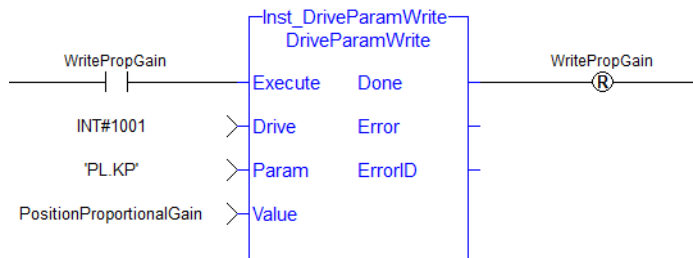 Inst_DriveParamWrite
DriveParamWrite
WritePropGain
WritePropGain
Execute Done
R
INT#1001
Drive Error
'PL.KP'
Param ErrorID
PositionProportionalGain
Value